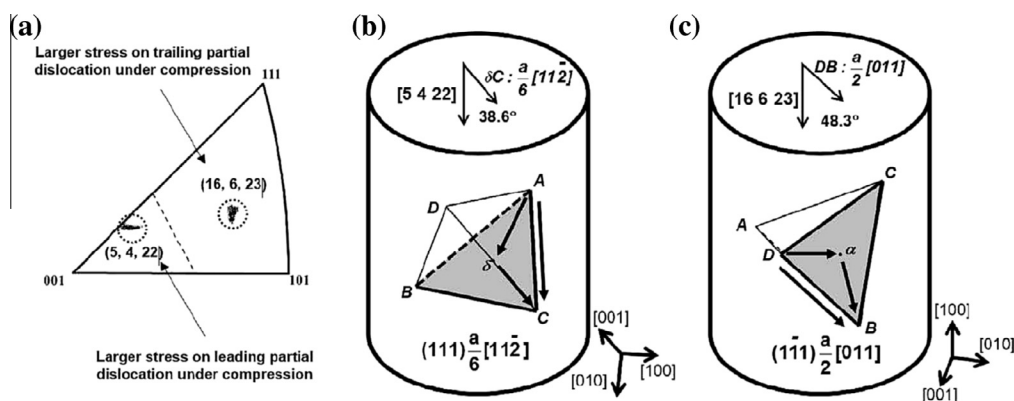 (a)
Larger stress on trailing partial
dislocation under compression
111
(16, 6, 23)
(5, 4, 22)
001
101
Larger stress on leading partial
dislocation under compression
(b)
δC : a/6 [112̄]
[5 4 22]
38.6°
A
D
δ
B
C
(111) a/6 [112̄]
[001]
[100]
[010]
(c)
DB : a/2 [011]
[16 6 23]
48.3°
C
A
D
α
B
(11̄1) a/2 [011]
[100]
[010]
[001]